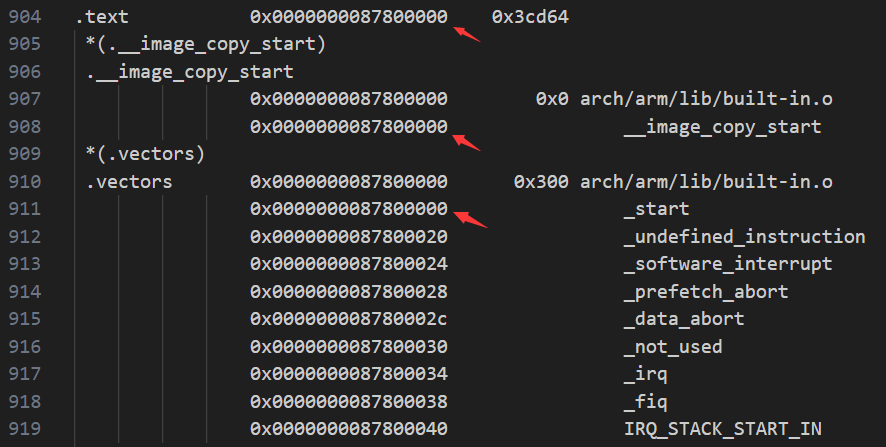 904 .text 0x0000000087800000 0x3cd64
905 *(.__image_copy_start)
906 .__image_copy_start
907 0x0000000087800000 0x0 arch/arm/lib/built-in.o
908 0x0000000087800000 __image_copy_start
909 *(.vectors)
910 .vectors 0x0000000087800000 0x300 arch/arm/lib/built-in.o
911 0x0000000087800000 _start
912 0x0000000087800020 _undefined_instruction
913 0x0000000087800024 _software_interrupt
914 0x0000000087800028 _prefetch_abort
915 0x000000008780002c _data_abort
916 0x0000000087800030 _not_used
917 0x0000000087800034 _irq
918 0x0000000087800038 _fiq
919 0x0000000087800040 IRQ_STACK_START_IN